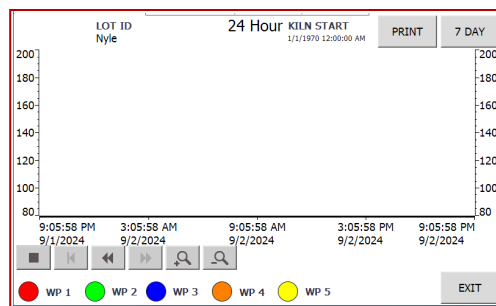 LOT ID 24 Hour KILN START PRINT 7 DAY
Nyle 1/1/1970 12:00:00 AM
200 200
180 180
160 160
140 140
120 120
100 100
80 80
9:05:58 PM 3:05:58 AM 9:05:58 AM 3:05:58 PM 9:05:58 PM
9/1/2024 9/2/2024 9/2/2024 9/2/2024 9/2/2024
WP 1 WP 2 WP 3 WP 4 WP 5 EXIT